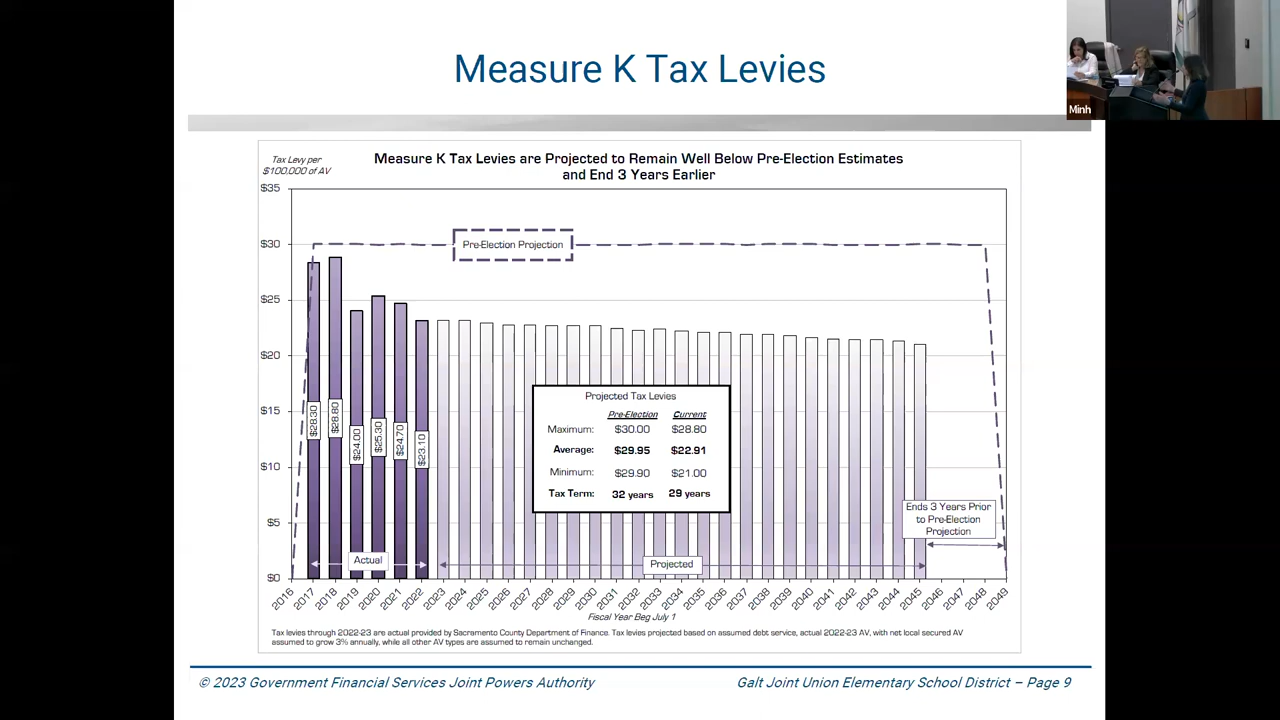 Measure K Tax Levies
Minh
Tax Levy per
$100,000 of AV
Measure K Tax Levies are Projected to Remain Well Below Pre-Election Estimates
and End 3 Years Earlier
$35
$30
$25
$20
$15
$10
$5
$0
Pre-Election Projection
$28.30
$28.80
$24.00
$25.30
$24.70
$23.10
Projected Tax Levies
Pre-Election Current
Maximum: $30.00 $28.80
Average: $29.95 $22.91
Minimum: $29.90 $21.00
Tax Term: 32 years 29 years
Ends 3 Years Prior
to Pre-Election
Projection
Actual
Projected
2016 2017 2018 2019 2020 2021 2022 2023 2024 2025 2026 2027 2028 2029 2030 2031 2032 2033 2034 2035 2036 2037 2038 2039 2040 2041 2042 2043 2044 2045 2046 2047 2048 2049
Fiscal Year Beg July 1
Tax levies through 2022-23 are actual provided by Sacramento County Department of Finance. Tax levies projected based on assumed debt service, actual 2022-23 AV, with net local secured AV
assumed to grow 3% annually, while all other AV types are assumed to remain unchanged.
© 2023 Government Financial Services Joint Powers Authority
Galt Joint Union Elementary School District – Page 9